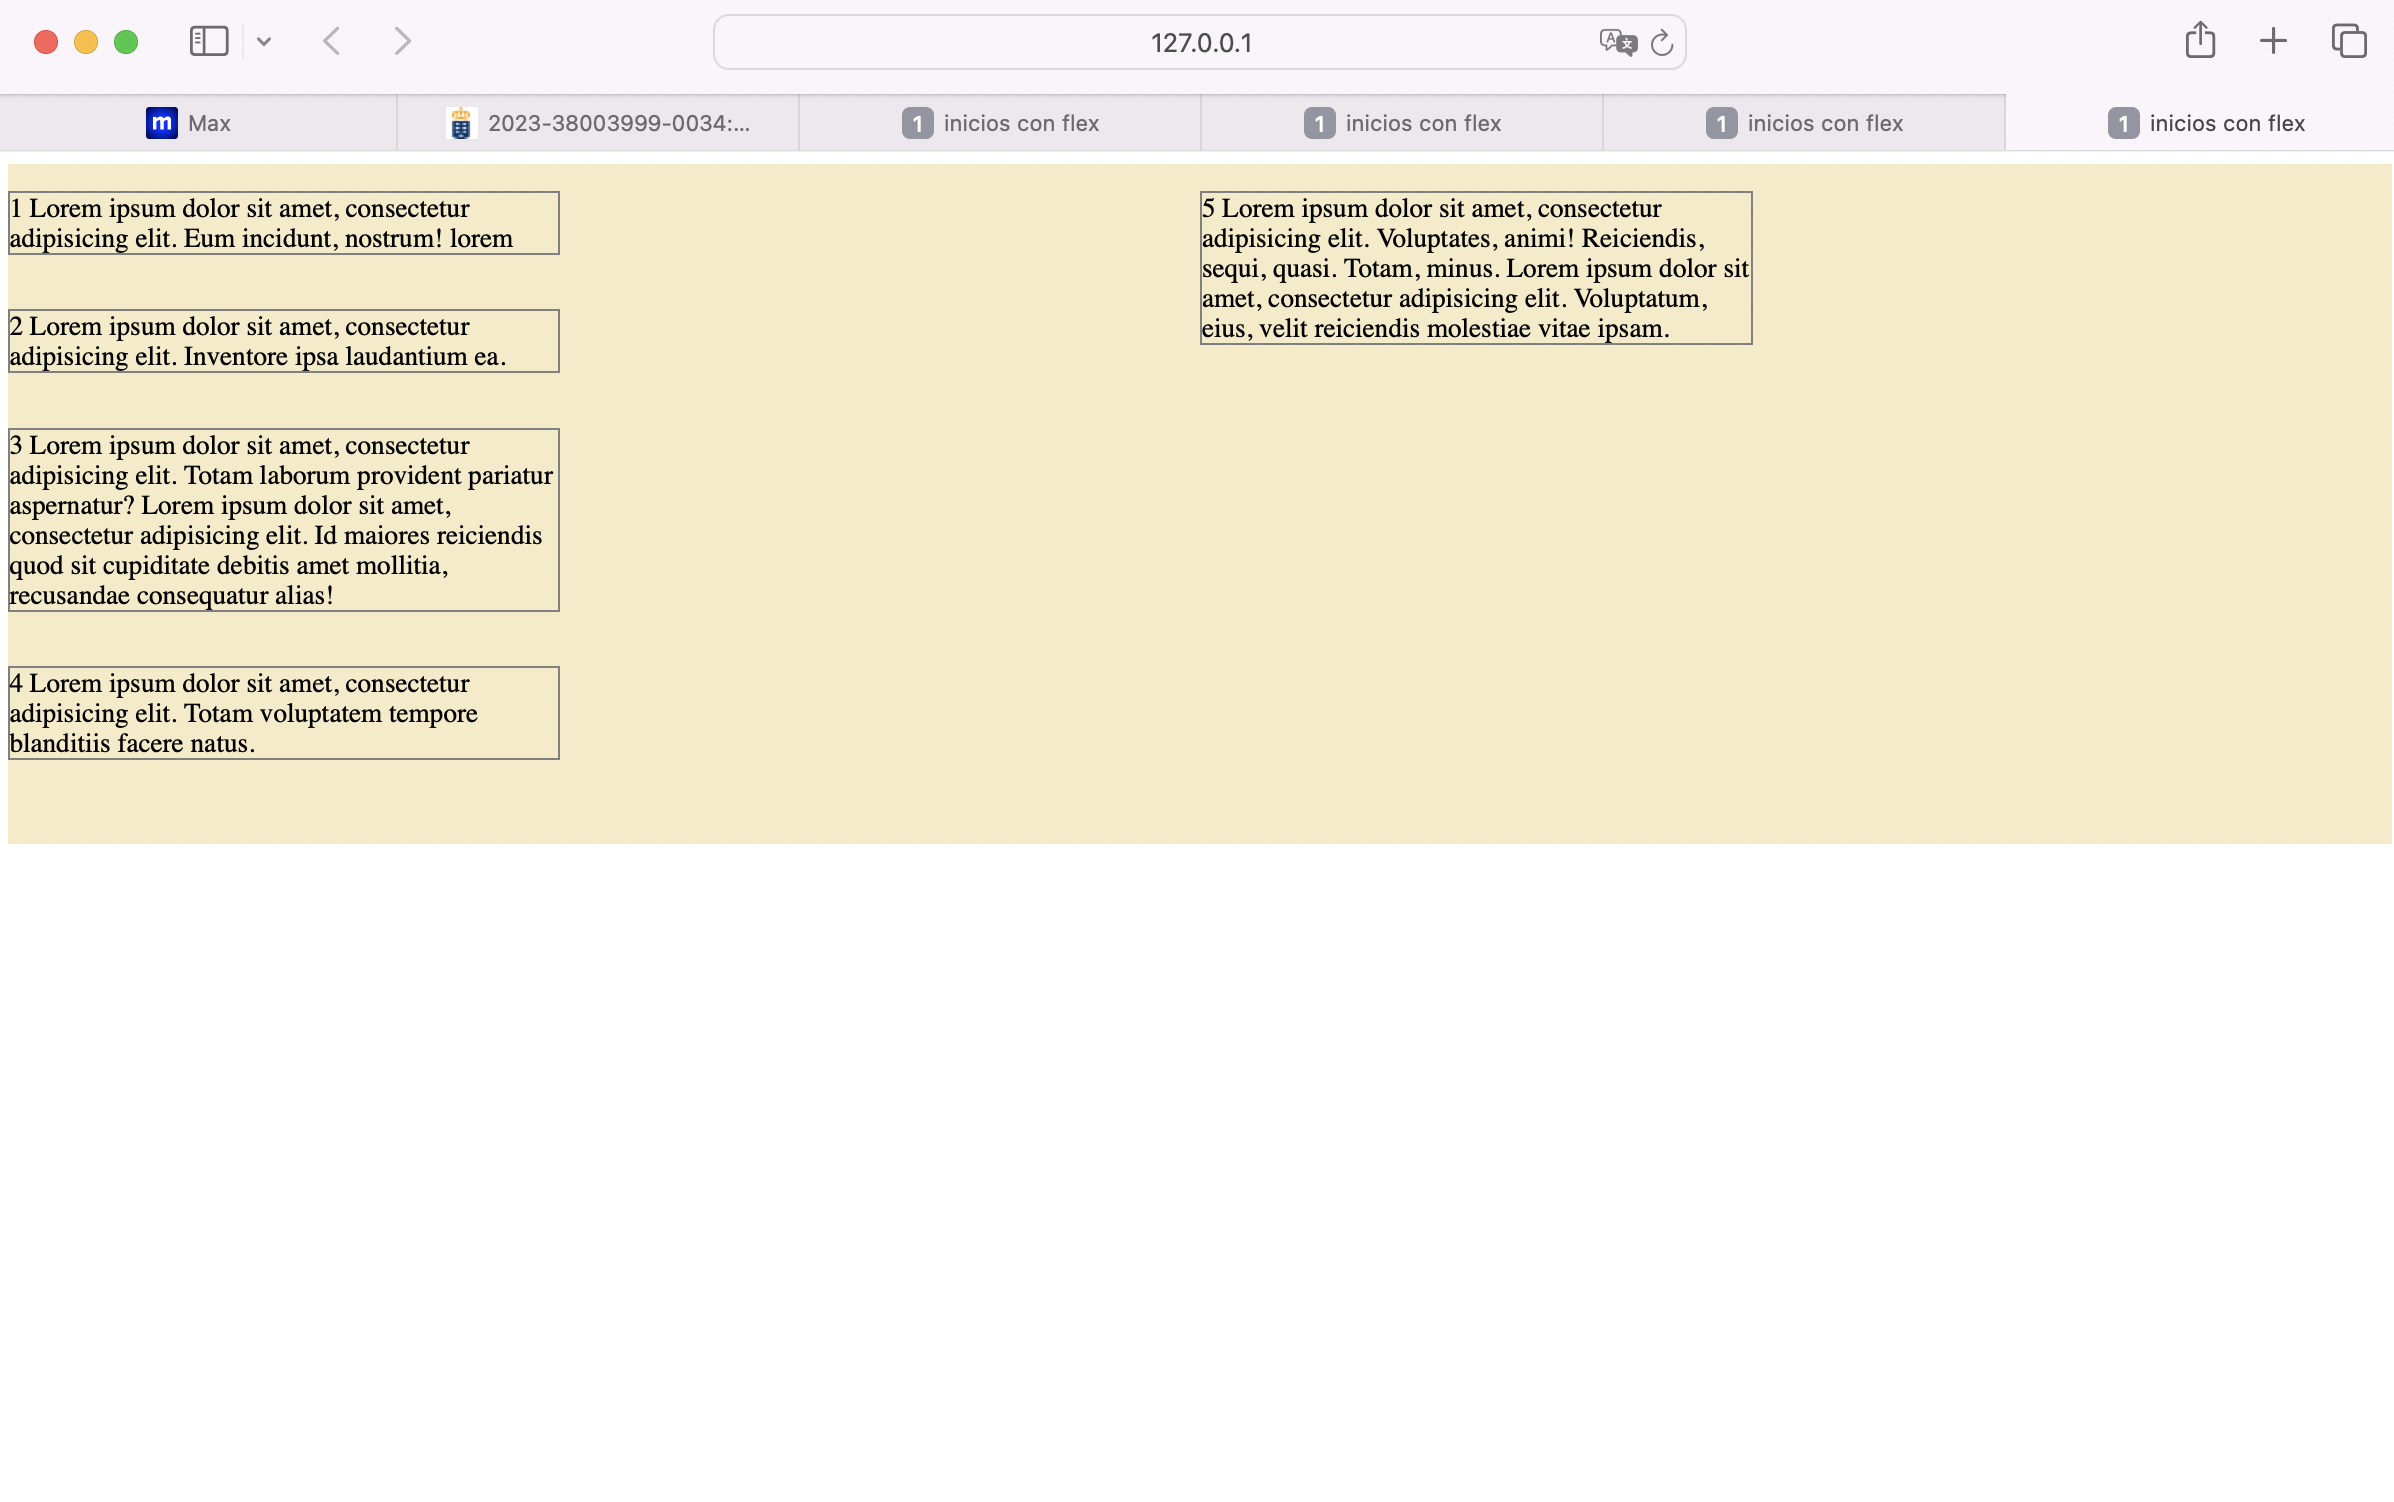 127.0.0.1
m Max
2023-38003999-0034:...
1 inicios con flex
1 inicios con flex
1 inicios con flex
1 inicios con flex
1 Lorem ipsum dolor sit amet, consectetur
adipisicing elit. Eum incidunt, nostrum! lorem
2 Lorem ipsum dolor sit amet, consectetur
adipisicing elit. Inventore ipsa laudantium ea.
3 Lorem ipsum dolor sit amet, consectetur
adipisicing elit. Totam laborum provident pariatur
aspernatur? Lorem ipsum dolor sit amet,
consectetur adipisicing elit. Id maiores reiciendis
quod sit cupiditate debitis amet mollitia,
recusandae consequatur alias!
4 Lorem ipsum dolor sit amet, consectetur
adipisicing elit. Totam voluptatem tempore
blanditiis facere natus.
5 Lorem ipsum dolor sit amet, consectetur
adipisicing elit. Voluptates, animi! Reiciendis,
sequi, quasi. Totam, minus. Lorem ipsum dolor sit
amet, consectetur adipisicing elit. Voluptatum,
eius, velit reiciendis molestiae vitae ipsam.